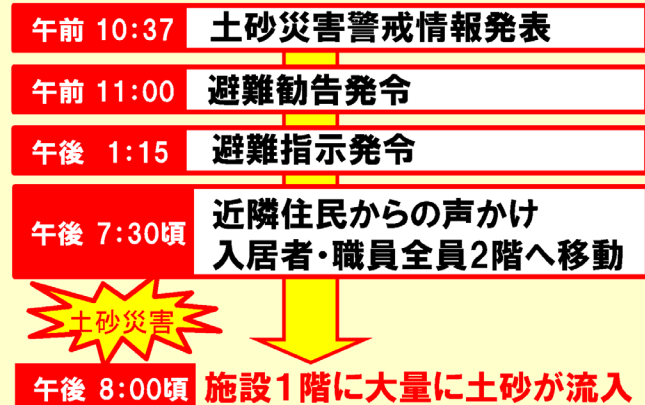 午前 10:37 土砂災害警戒情報発表
午前 11:00 避難勧告発令
午後 1:15 避難指示発令
午後 7:30頃 近隣住民からの声かけ
入居者・職員全員2階へ移動
土砂災害
午後 8:00頃 施設1階に大量に土砂が流入